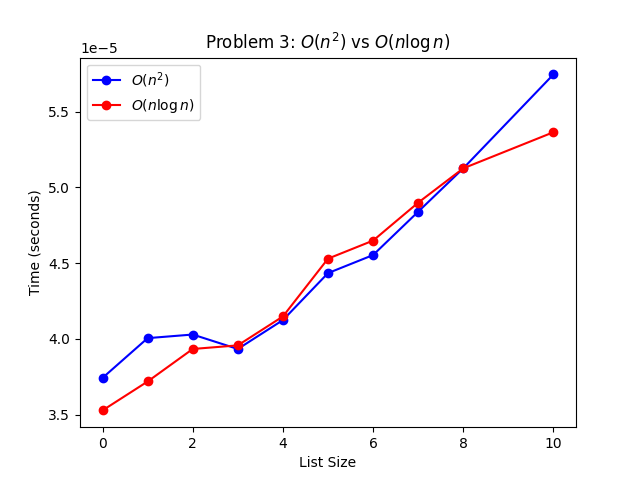 Problem 3: O(n²) vs O(n log n)
1e−5
O(n²)
O(n log n)
5.5
5.0
4.5
4.0
3.5
Time (seconds)
0 2 4 6 8 10
List Size